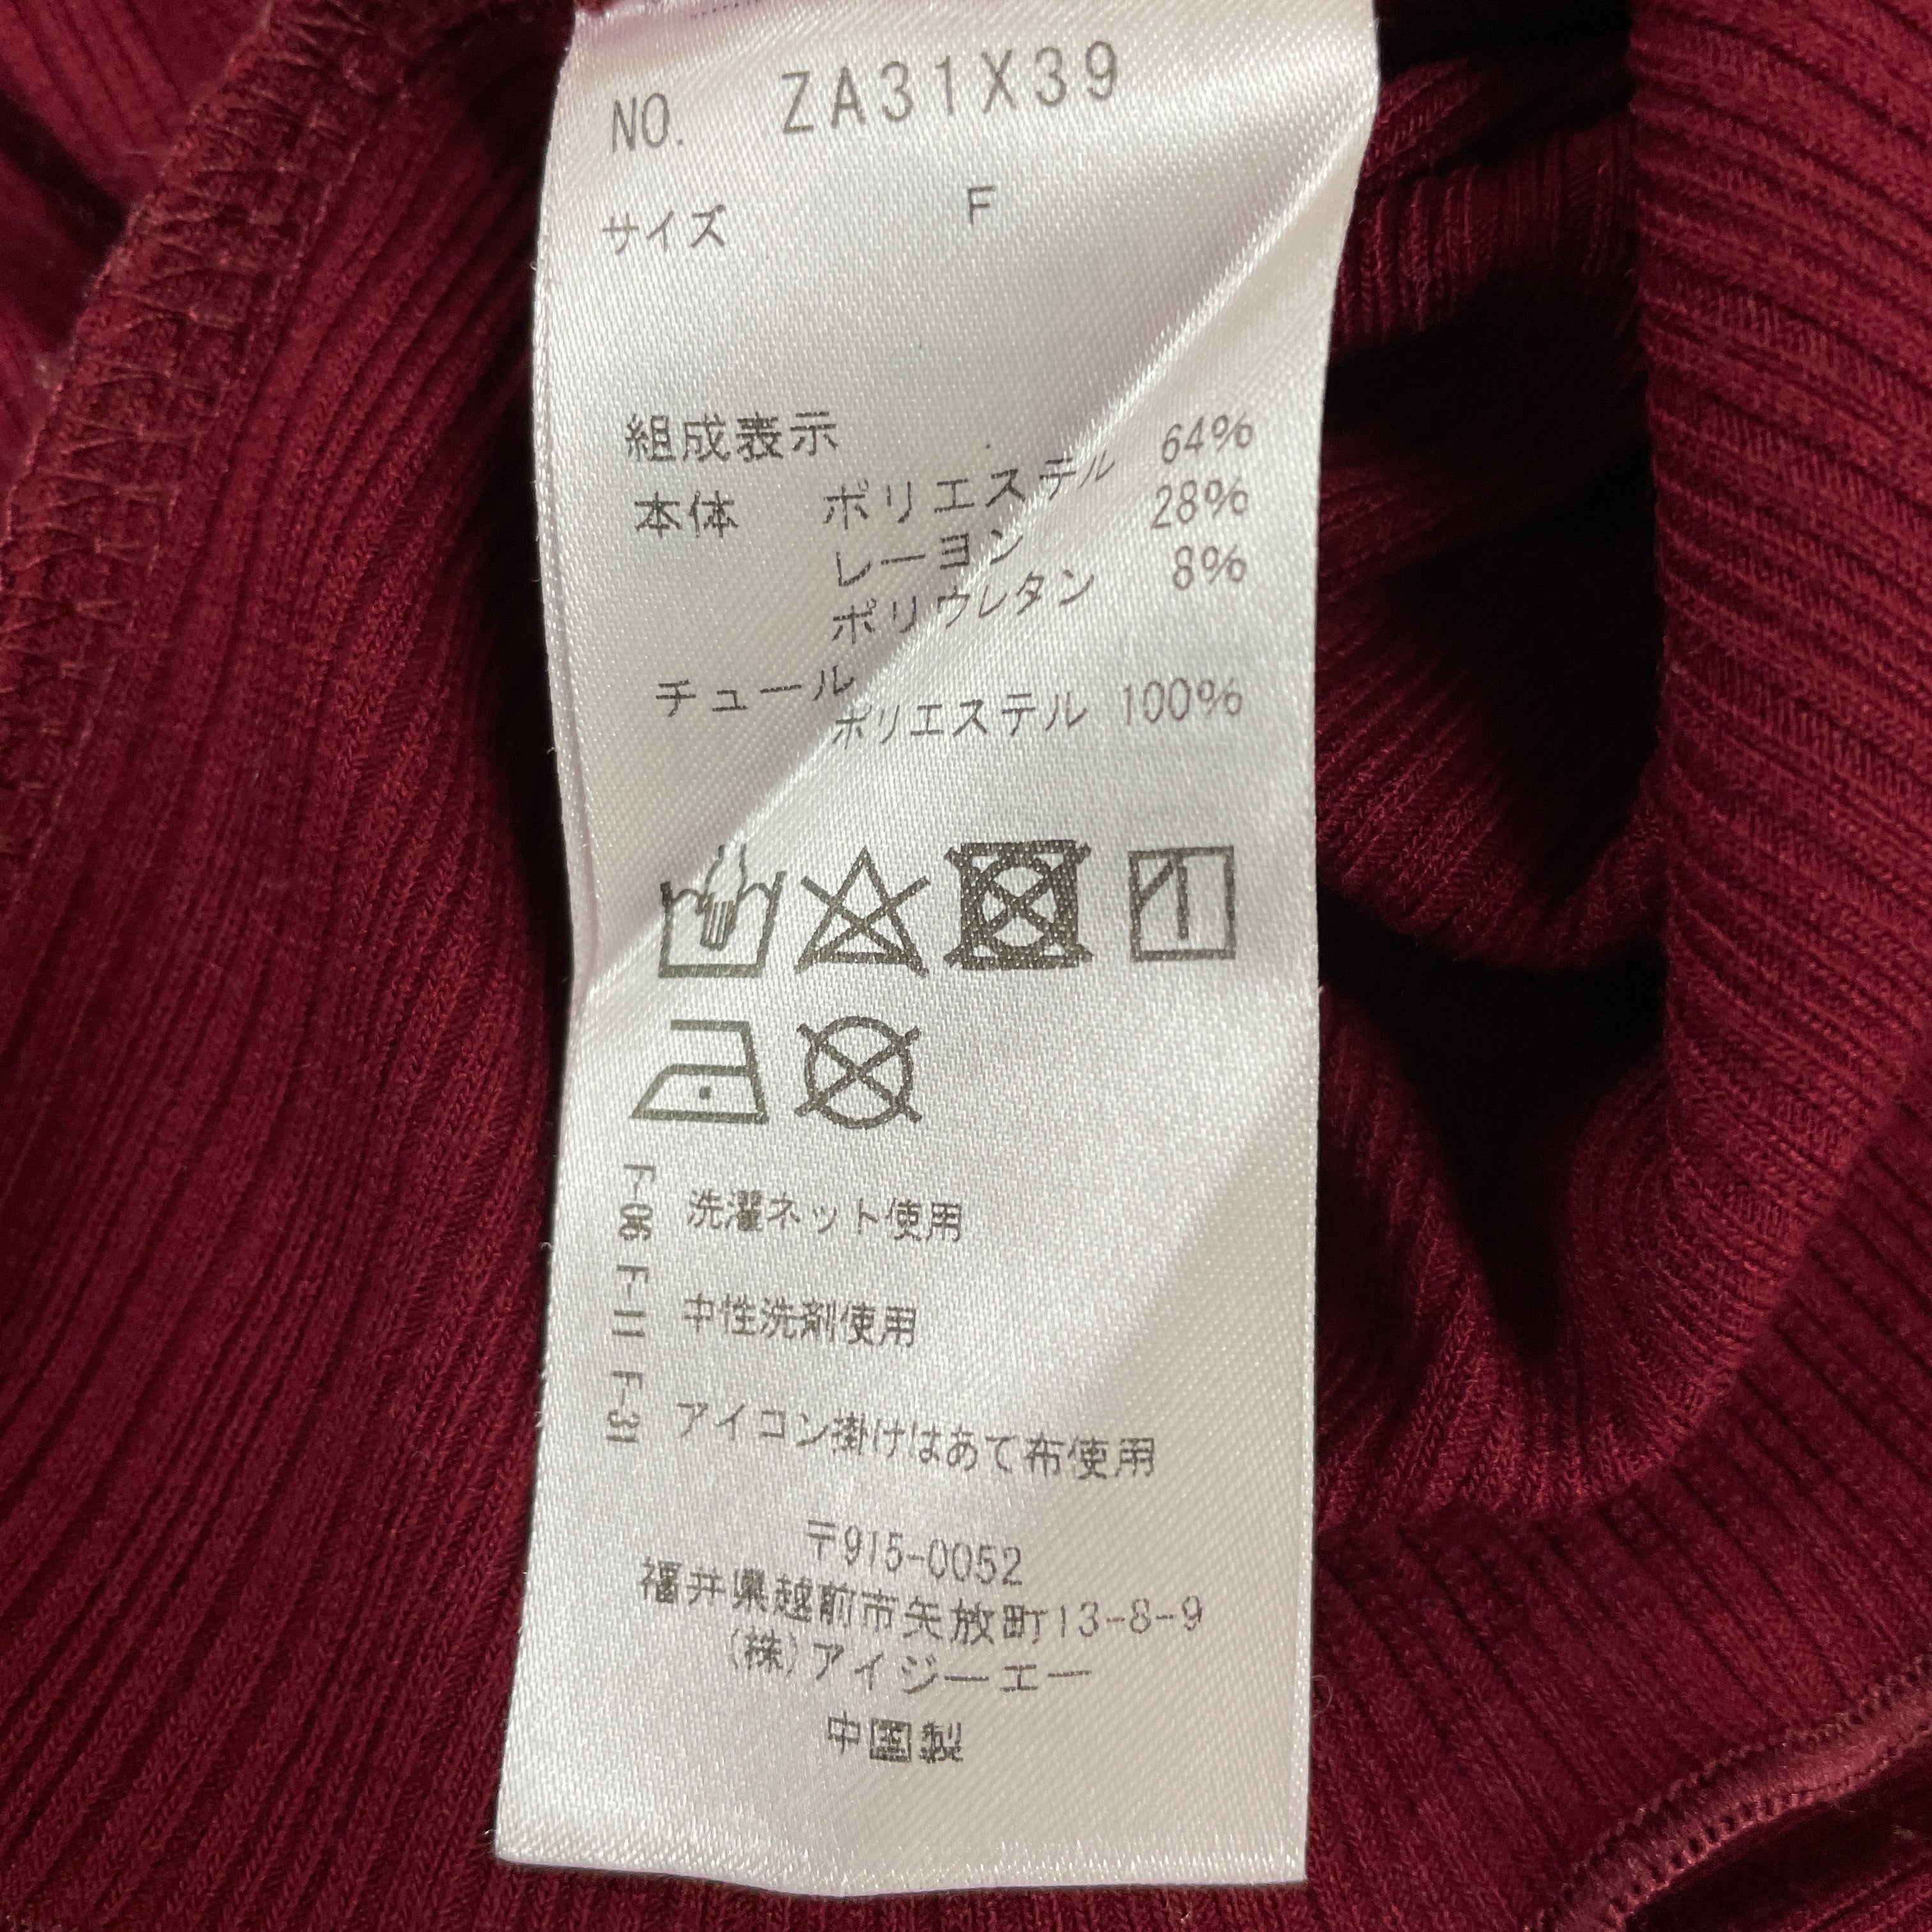 NO. ZA31X39
サイズ F
組成表示
本体 ポリエステル 64%
レーヨン 28%
ポリウレタン 8%
チュール
ポリエステル 100%
F-06 洗濯ネット使用
F-11 中性洗剤使用
F-31 アイコン掛けはあて布使用
〒915-0052
福井県越前市矢放町13-8-9
(株)アイジーエー
中国製